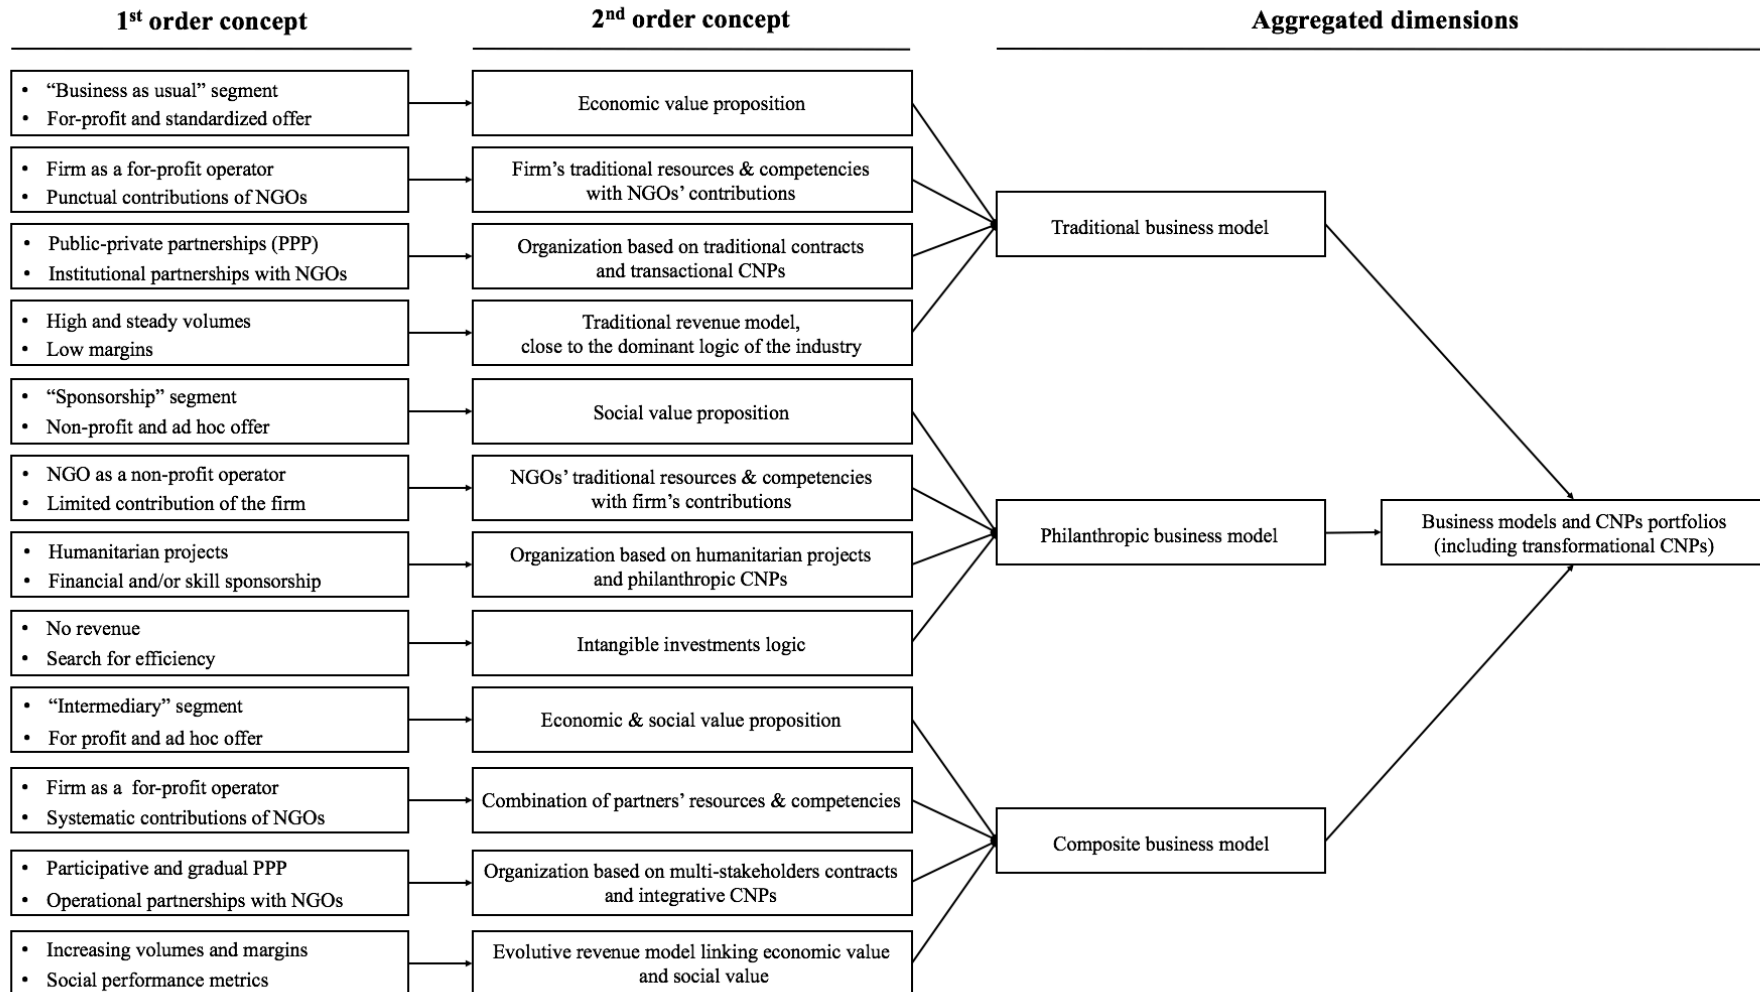 1st order concept
2nd order concept
Aggregated dimensions
• “Business as usual” segment
• For-profit and standardized offer
Economic value proposition
• Firm as a for-profit operator
• Punctual contributions of NGOs
Firm’s traditional resources & competencies
with NGOs’ contributions
• Public-private partnerships (PPP)
• Institutional partnerships with NGOs
Organization based on traditional contracts
and transactional CNPs
• High and steady volumes
• Low margins
Traditional revenue model,
close to the dominant logic of the industry
Traditional business model
• “Sponsorship” segment
• Non-profit and ad hoc offer
Social value proposition
• NGO as a non-profit operator
• Limited contribution of the firm
NGOs’ traditional resources & competencies
with firm’s contributions
• Humanitarian projects
• Financial and/or skill sponsorship
Organization based on humanitarian projects
and philanthropic CNPs
• No revenue
• Search for efficiency
Intangible investments logic
Philanthropic business model
Business models and CNPs portfolios
(including transformational CNPs)
• “Intermediary” segment
• For profit and ad hoc offer
Economic & social value proposition
• Firm as a for-profit operator
• Systematic contributions of NGOs
Combination of partners’ resources & competencies
• Participative and gradual PPP
• Operational partnerships with NGOs
Organization based on multi-stakeholders contracts
and integrative CNPs
• Increasing volumes and margins
• Social performance metrics
Evolutive revenue model linking economic value
and social value
Composite business model